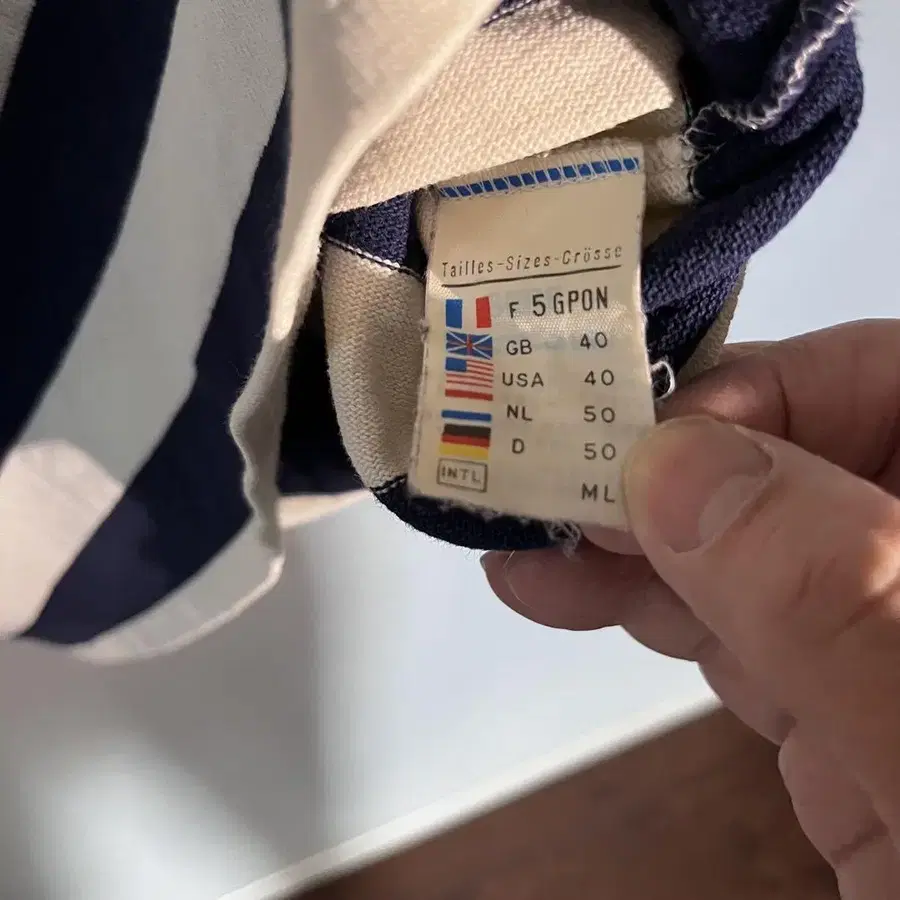 Tailles-Sizes-Grösse
F 5 GPON
GB 40
USA 40
NL 50
D 50
INTL ML